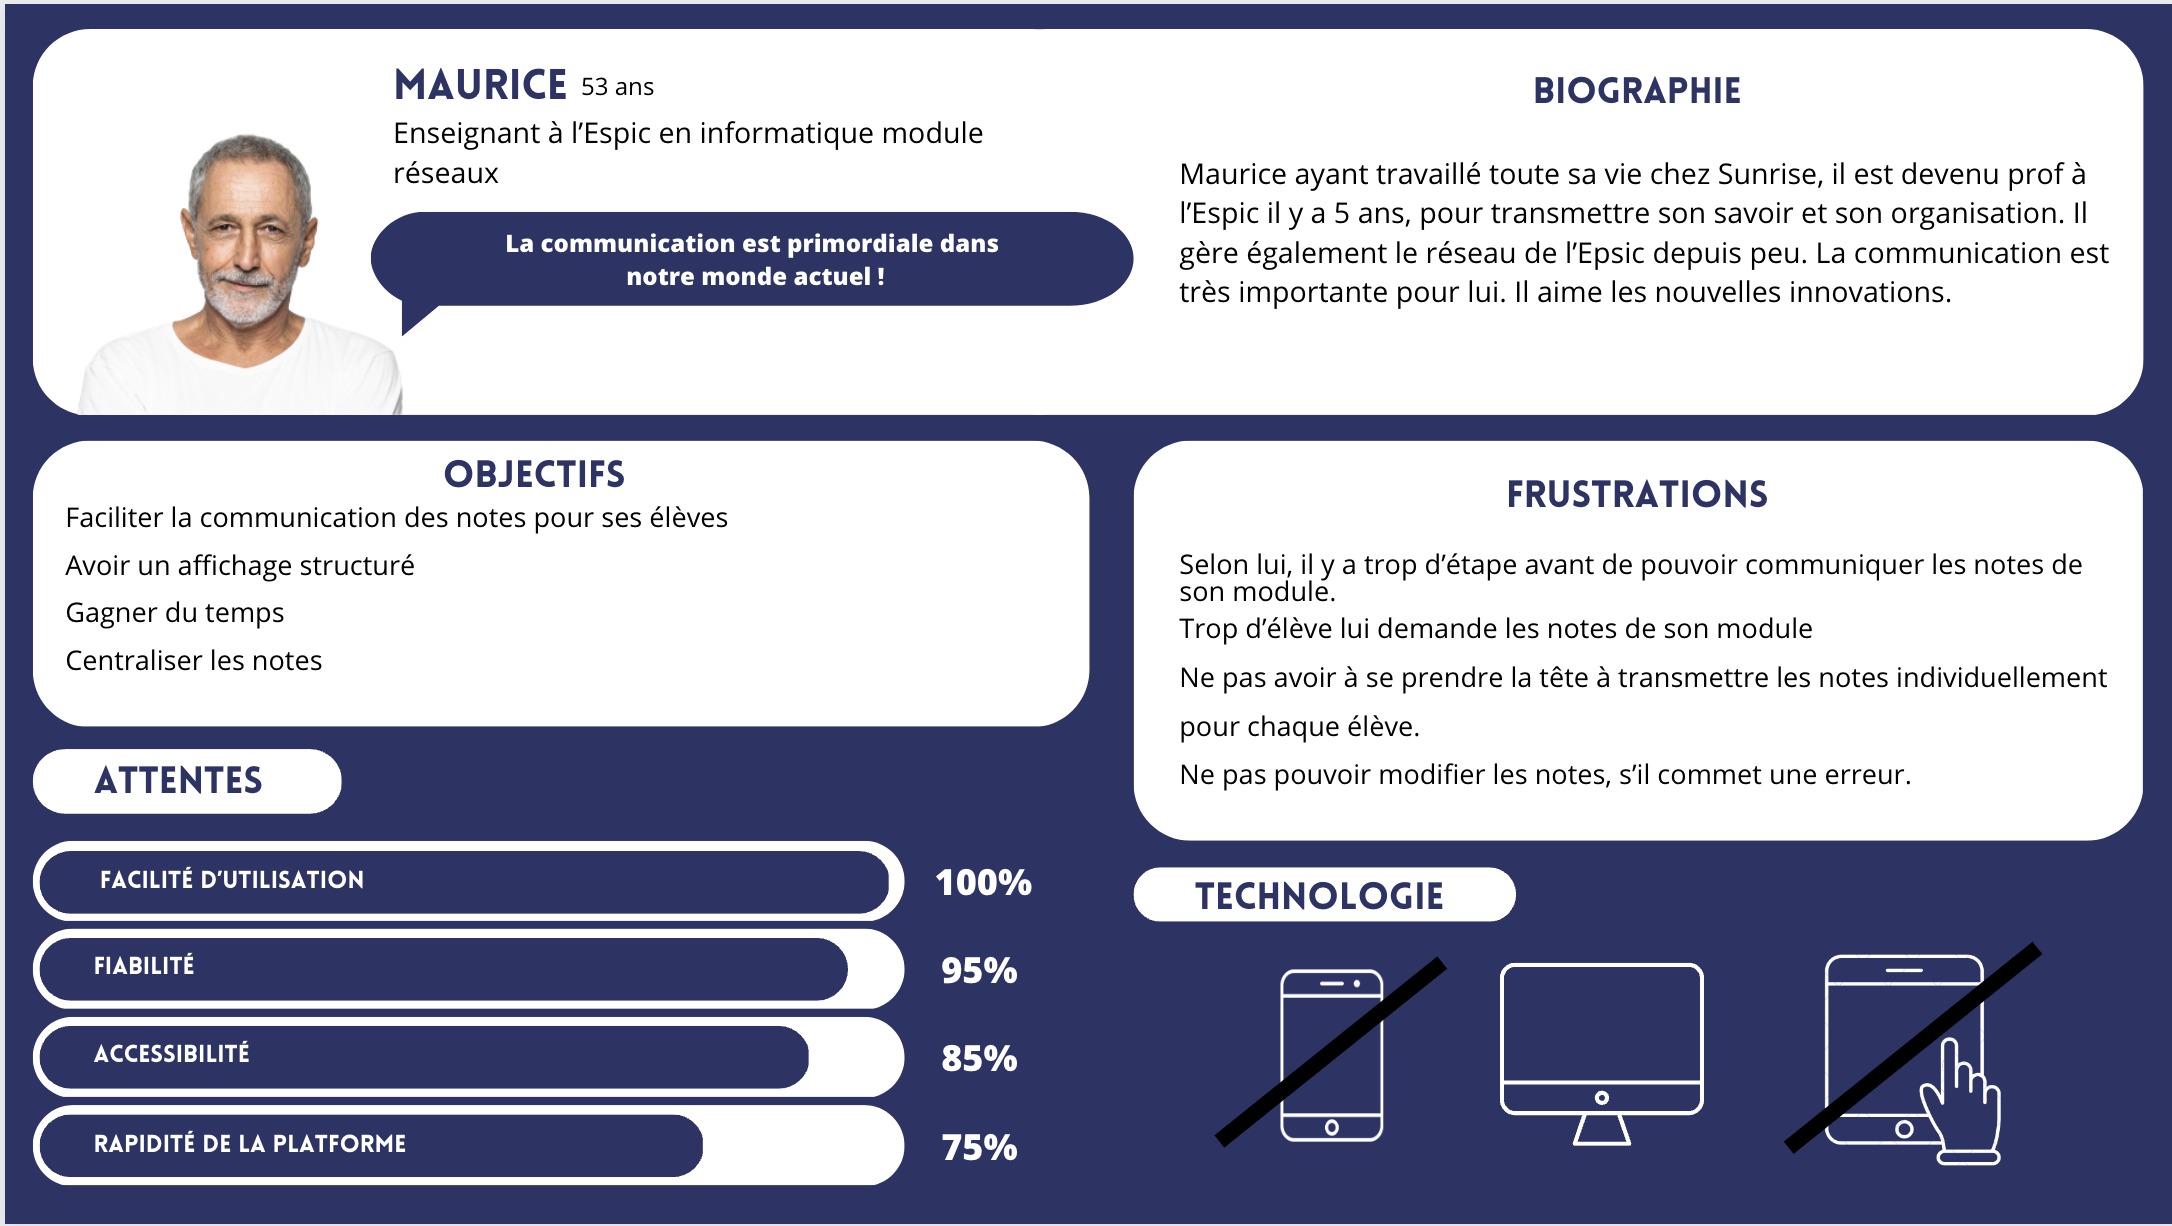 MAURICE 53 ans
Enseignant à l’Espic en informatique module
réseaux
La communication est primordiale dans
notre monde actuel !
BIOGRAPHIE
Maurice ayant travaillé toute sa vie chez Sunrise, il est devenu prof à
l’Espic il y a 5 ans, pour transmettre son savoir et son organisation. Il
gère également le réseau de l’Epsic depuis peu. La communication est
très importante pour lui. Il aime les nouvelles innovations.
OBJECTIFS
Faciliter la communication des notes pour ses élèves
Avoir un affichage structuré
Gagner du temps
Centraliser les notes
FRUSTRATIONS
Selon lui, il y a trop d’étape avant de pouvoir communiquer les notes de
son module.
Trop d’élève lui demande les notes de son module
Ne pas avoir à se prendre la tête à transmettre les notes individuellement
pour chaque élève.
Ne pas pouvoir modifier les notes, s’il commet une erreur.
ATTENTES
FACILITÉ D’UTILISATION 100%
FIABILITÉ 95%
ACCESSIBILITÉ 85%
RAPIDITÉ DE LA PLATFORME 75%
TECHNOLOGIE